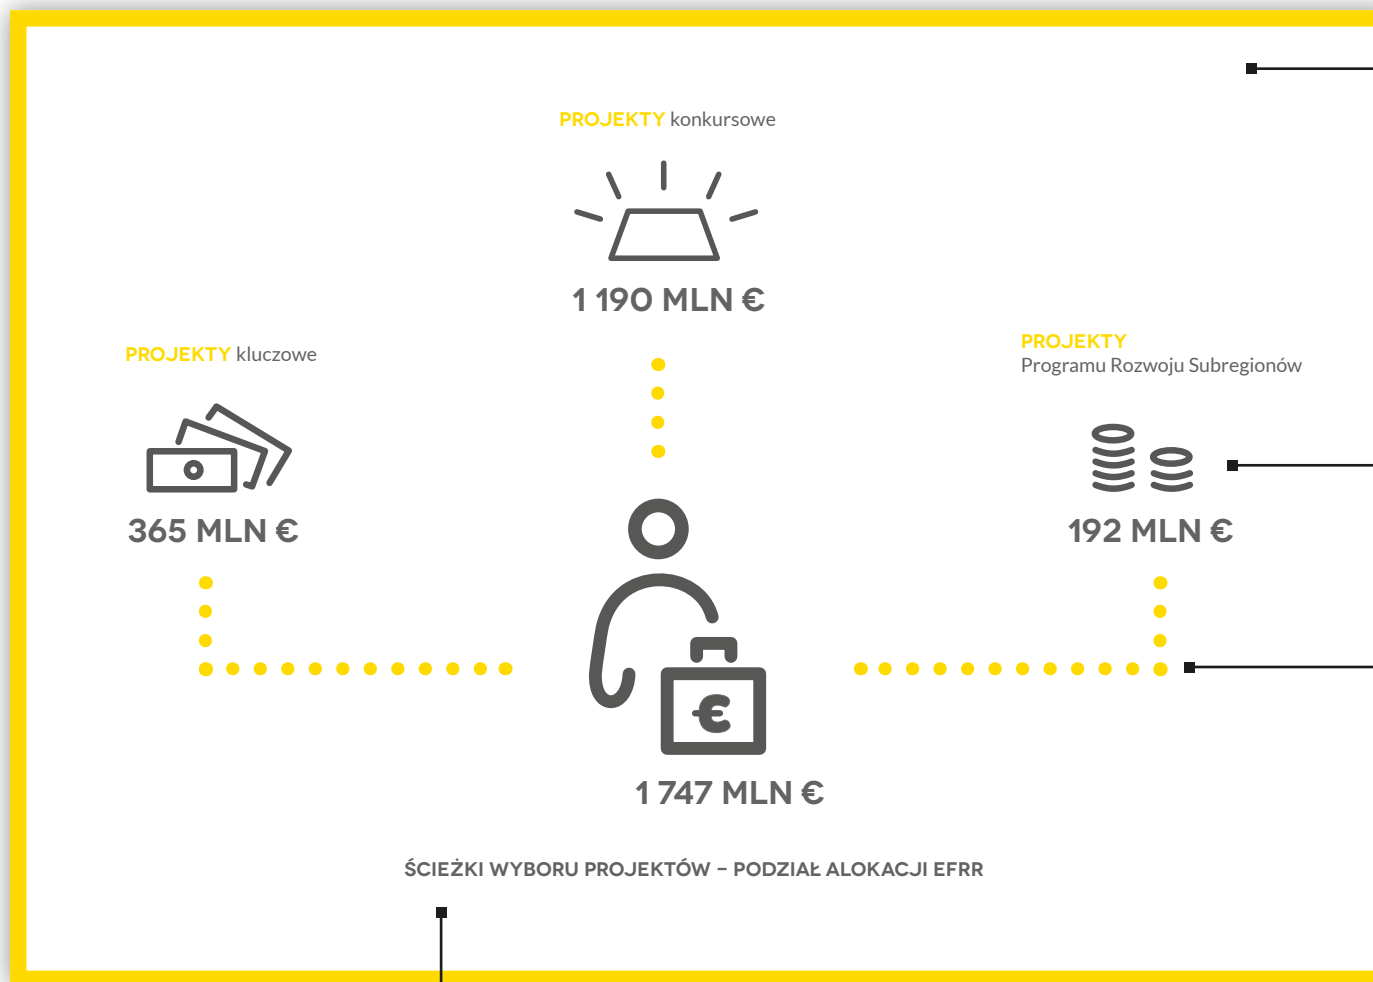 PROJEKTY konkursowe
1 190 MLN €
PROJEKTY kluczowe
365 MLN €
PROJEKTY
Programu Rozwoju Subregionów
192 MLN €
€
1 747 MLN €
ŚCIEŻKI WYBORU PROJEKTÓW – PODZIAŁ ALOKACJI EFRR